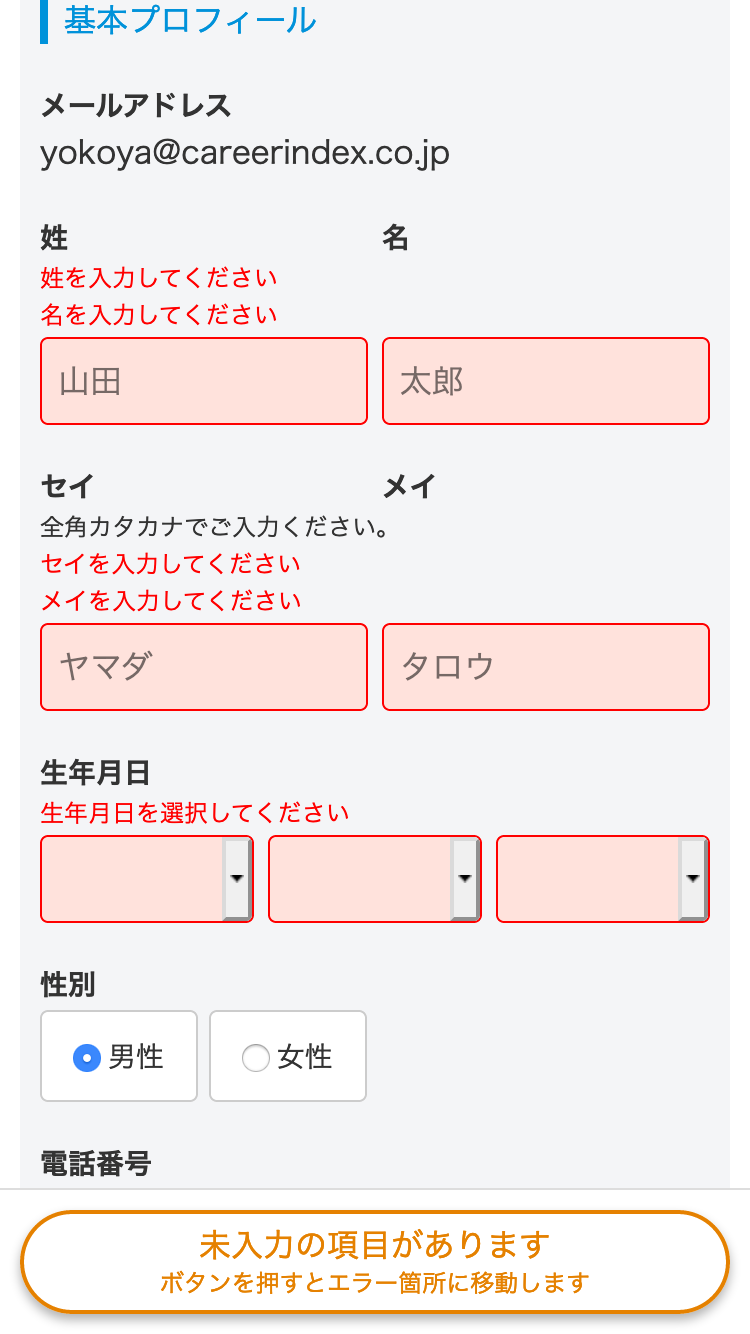 基本プロフィール
メールアドレス
yokoya@careerindex.co.jp
姓 名
姓を入力してください
名を入力してください
山田 太郎
セイ メイ
全角カタカナでご入力ください。
セイを入力してください
メイを入力してください
ヤマダ タロウ
生年月日
生年月日を選択してください
性別
男性 女性
電話番号
未入力の項目があります
ボタンを押すとエラー箇所に移動します